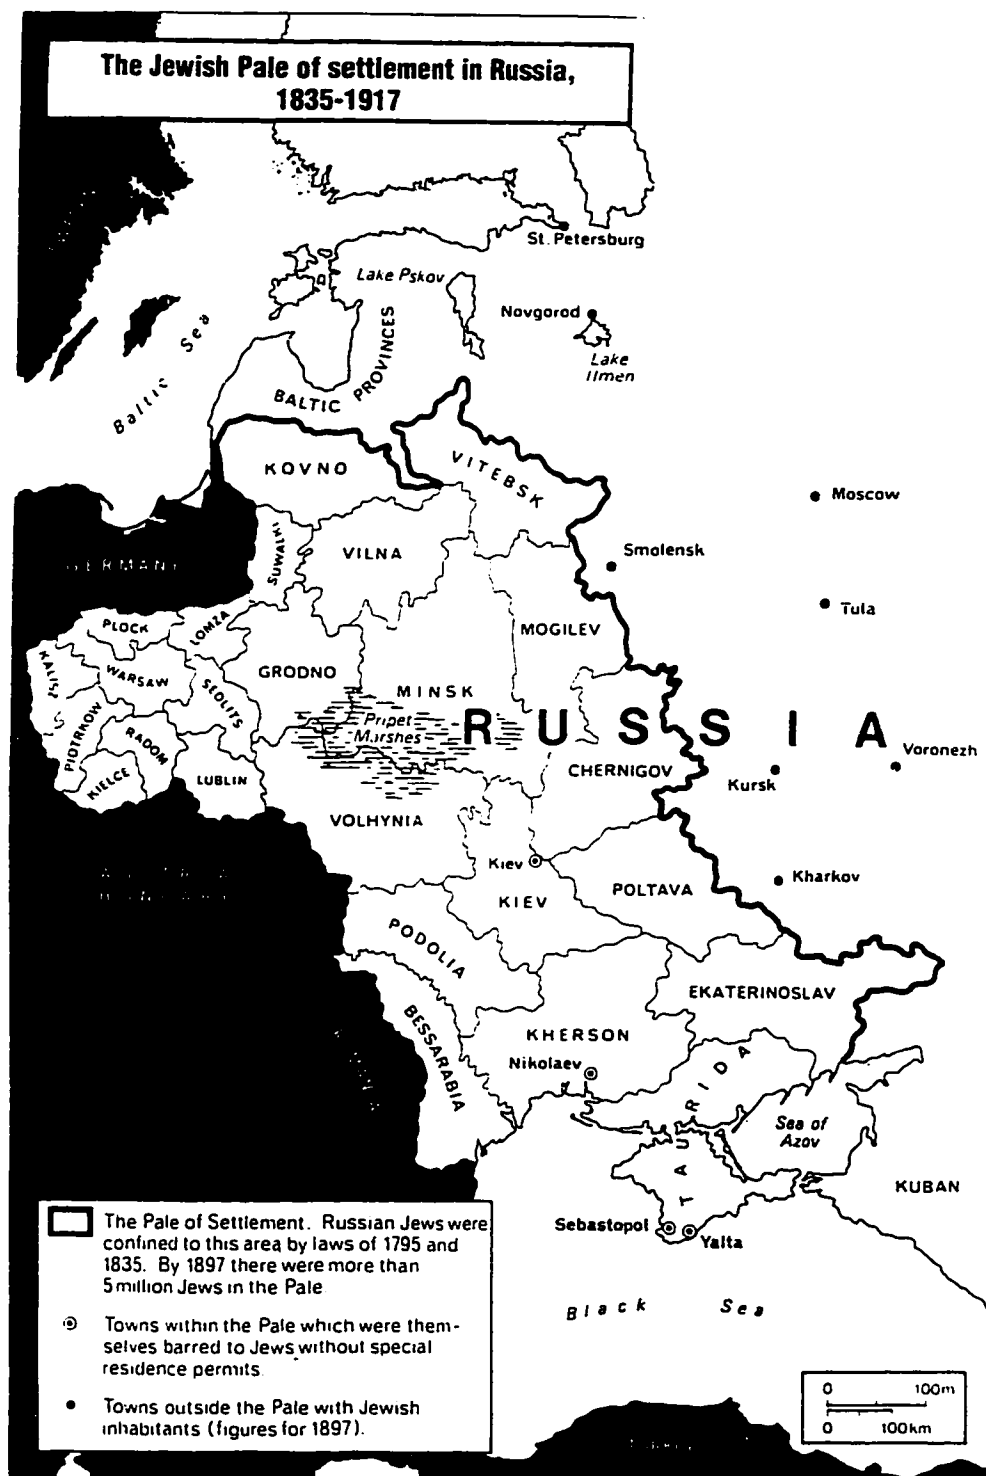 The Jewish Pale of settlement in Russia,
1835-1917
St. Petersburg
Lake Pskov
Novgorod
Lake
Ilmen
Baltic Sea
BALTIC PROVINCES
KOVNO
VITEBSK
Moscow
Smolensk
SUWALKI
VILNA
GERMANY
Tula
PLOCK
LOMZA
MOGILEV
KALISZ
WARSAW
SEDLITS
GRODNO
MINSK
Pripet
Marshes
RUSSIA
PIOTRKOW
RADOM
Voronezh
KIELCE
LUBLIN
CHERNIGOV
Kursk
VOLHYNIA
Kiev
Kharkov
KIEV
POLTAVA
PODOLIA
EKATERINOSLAV
BESSARABIA
KHERSON
Nikolaev
TAURIDA
Sea of
Azov
KUBAN
Sebastopol
Yalta
Black Sea
The Pale of Settlement. Russian Jews were
confined to this area by laws of 1795 and
1835. By 1897 there were more than
5 million Jews in the Pale
Towns within the Pale which were them-
selves barred to Jews without special
residence permits.
Towns outside the Pale with Jewish
inhabitants (figures for 1897).
0 100m
0 100km